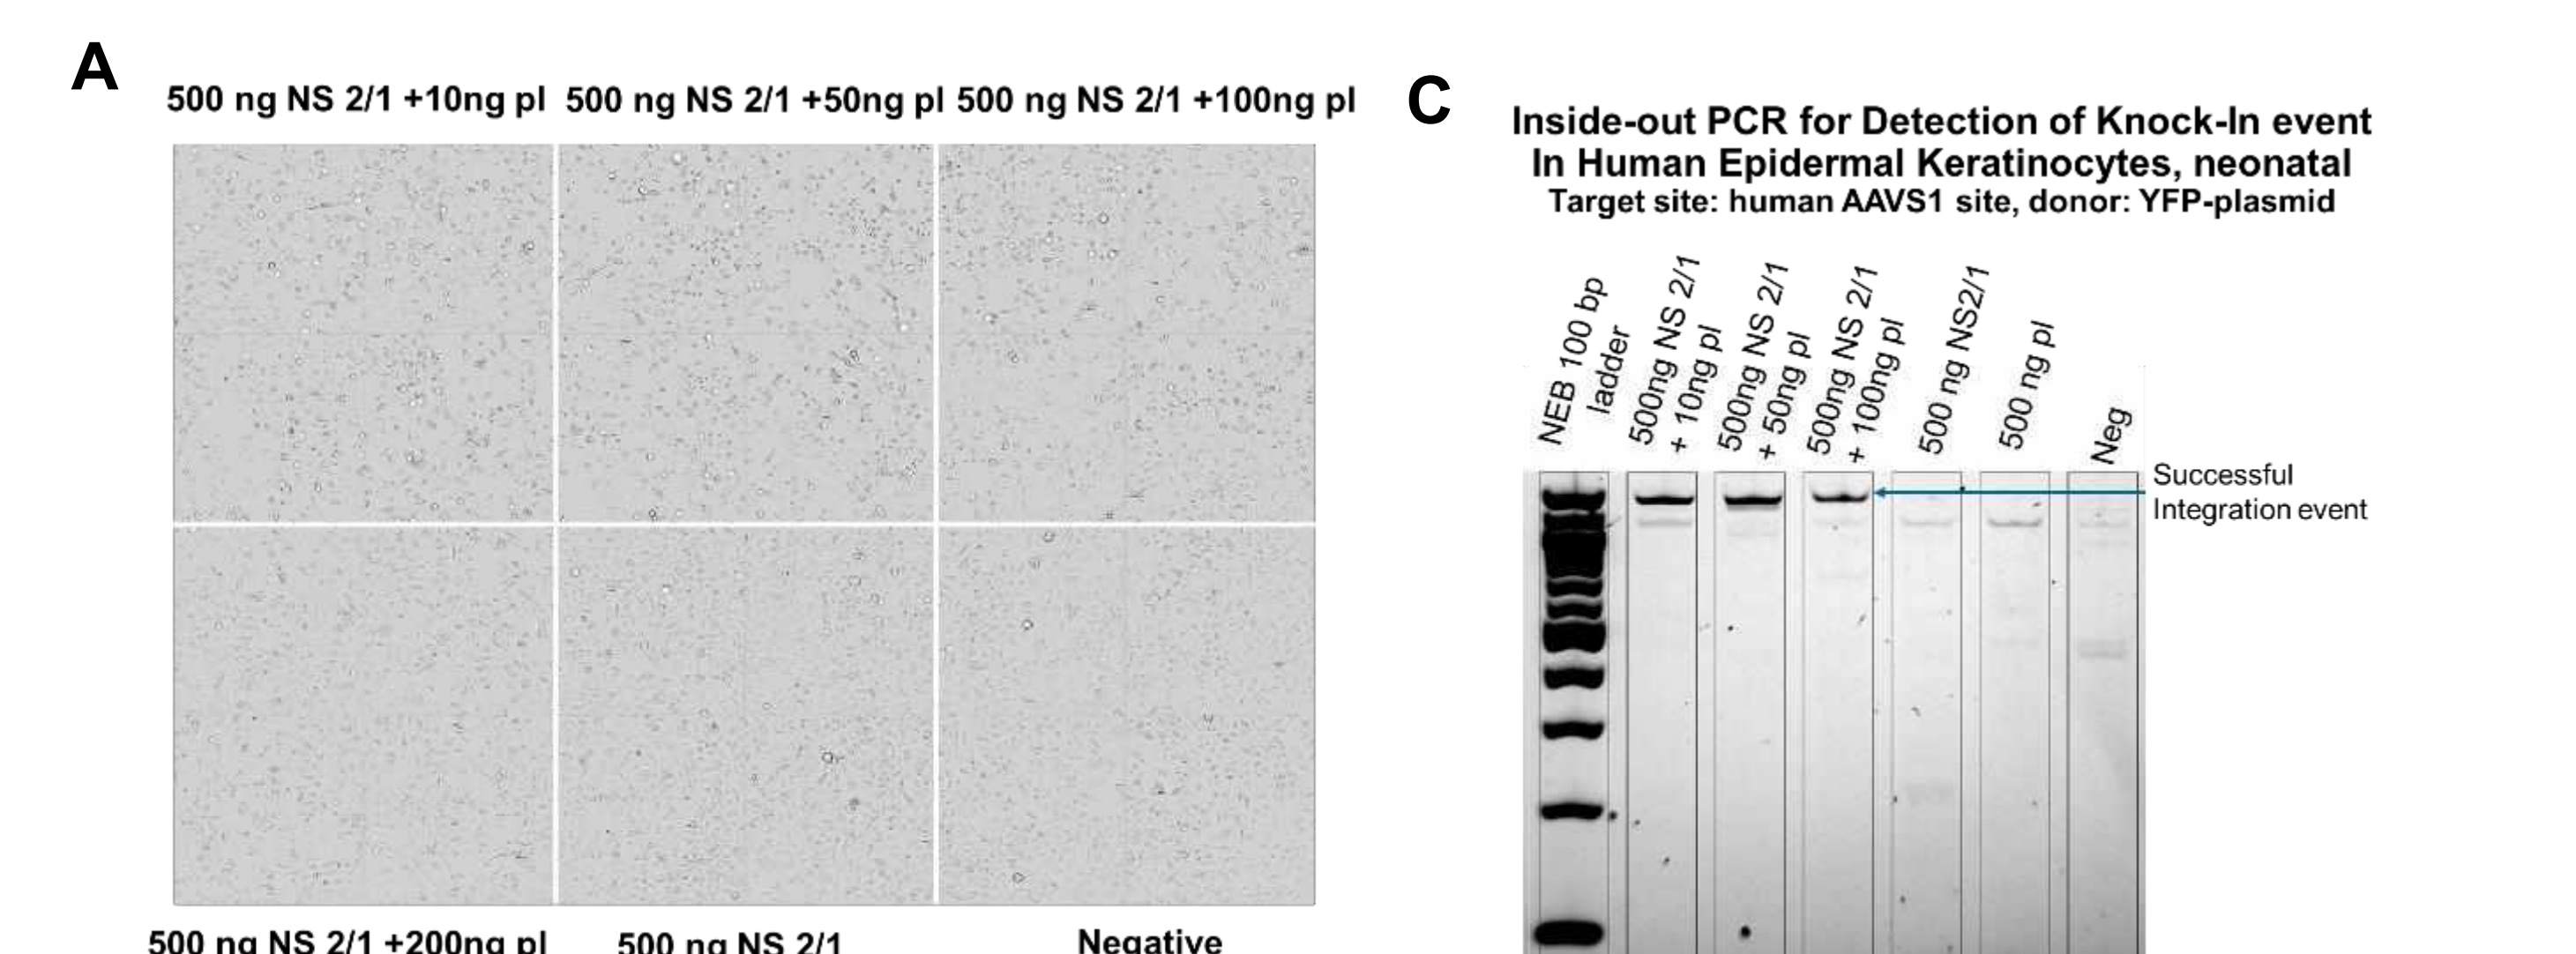 A
500 ng NS 2/1 +10ng pl
500 ng NS 2/1 +50ng pl
500 ng NS 2/1 +100ng pl
500 ng NS 2/1 +200ng pl
500 ng NS 2/1
Negative
C
Inside-out PCR for Detection of Knock-In event
In Human Epidermal Keratinocytes, neonatal
Target site: human AAVS1 site, donor: YFP-plasmid
NEB 100 bp
ladder
500ng NS 2/1
+ 10ng pl
500ng NS 2/1
+ 50ng pl
500ng NS 2/1
+ 100ng pl
500 ng NS2/1
500 ng pl
Neg
Successful
Integration event